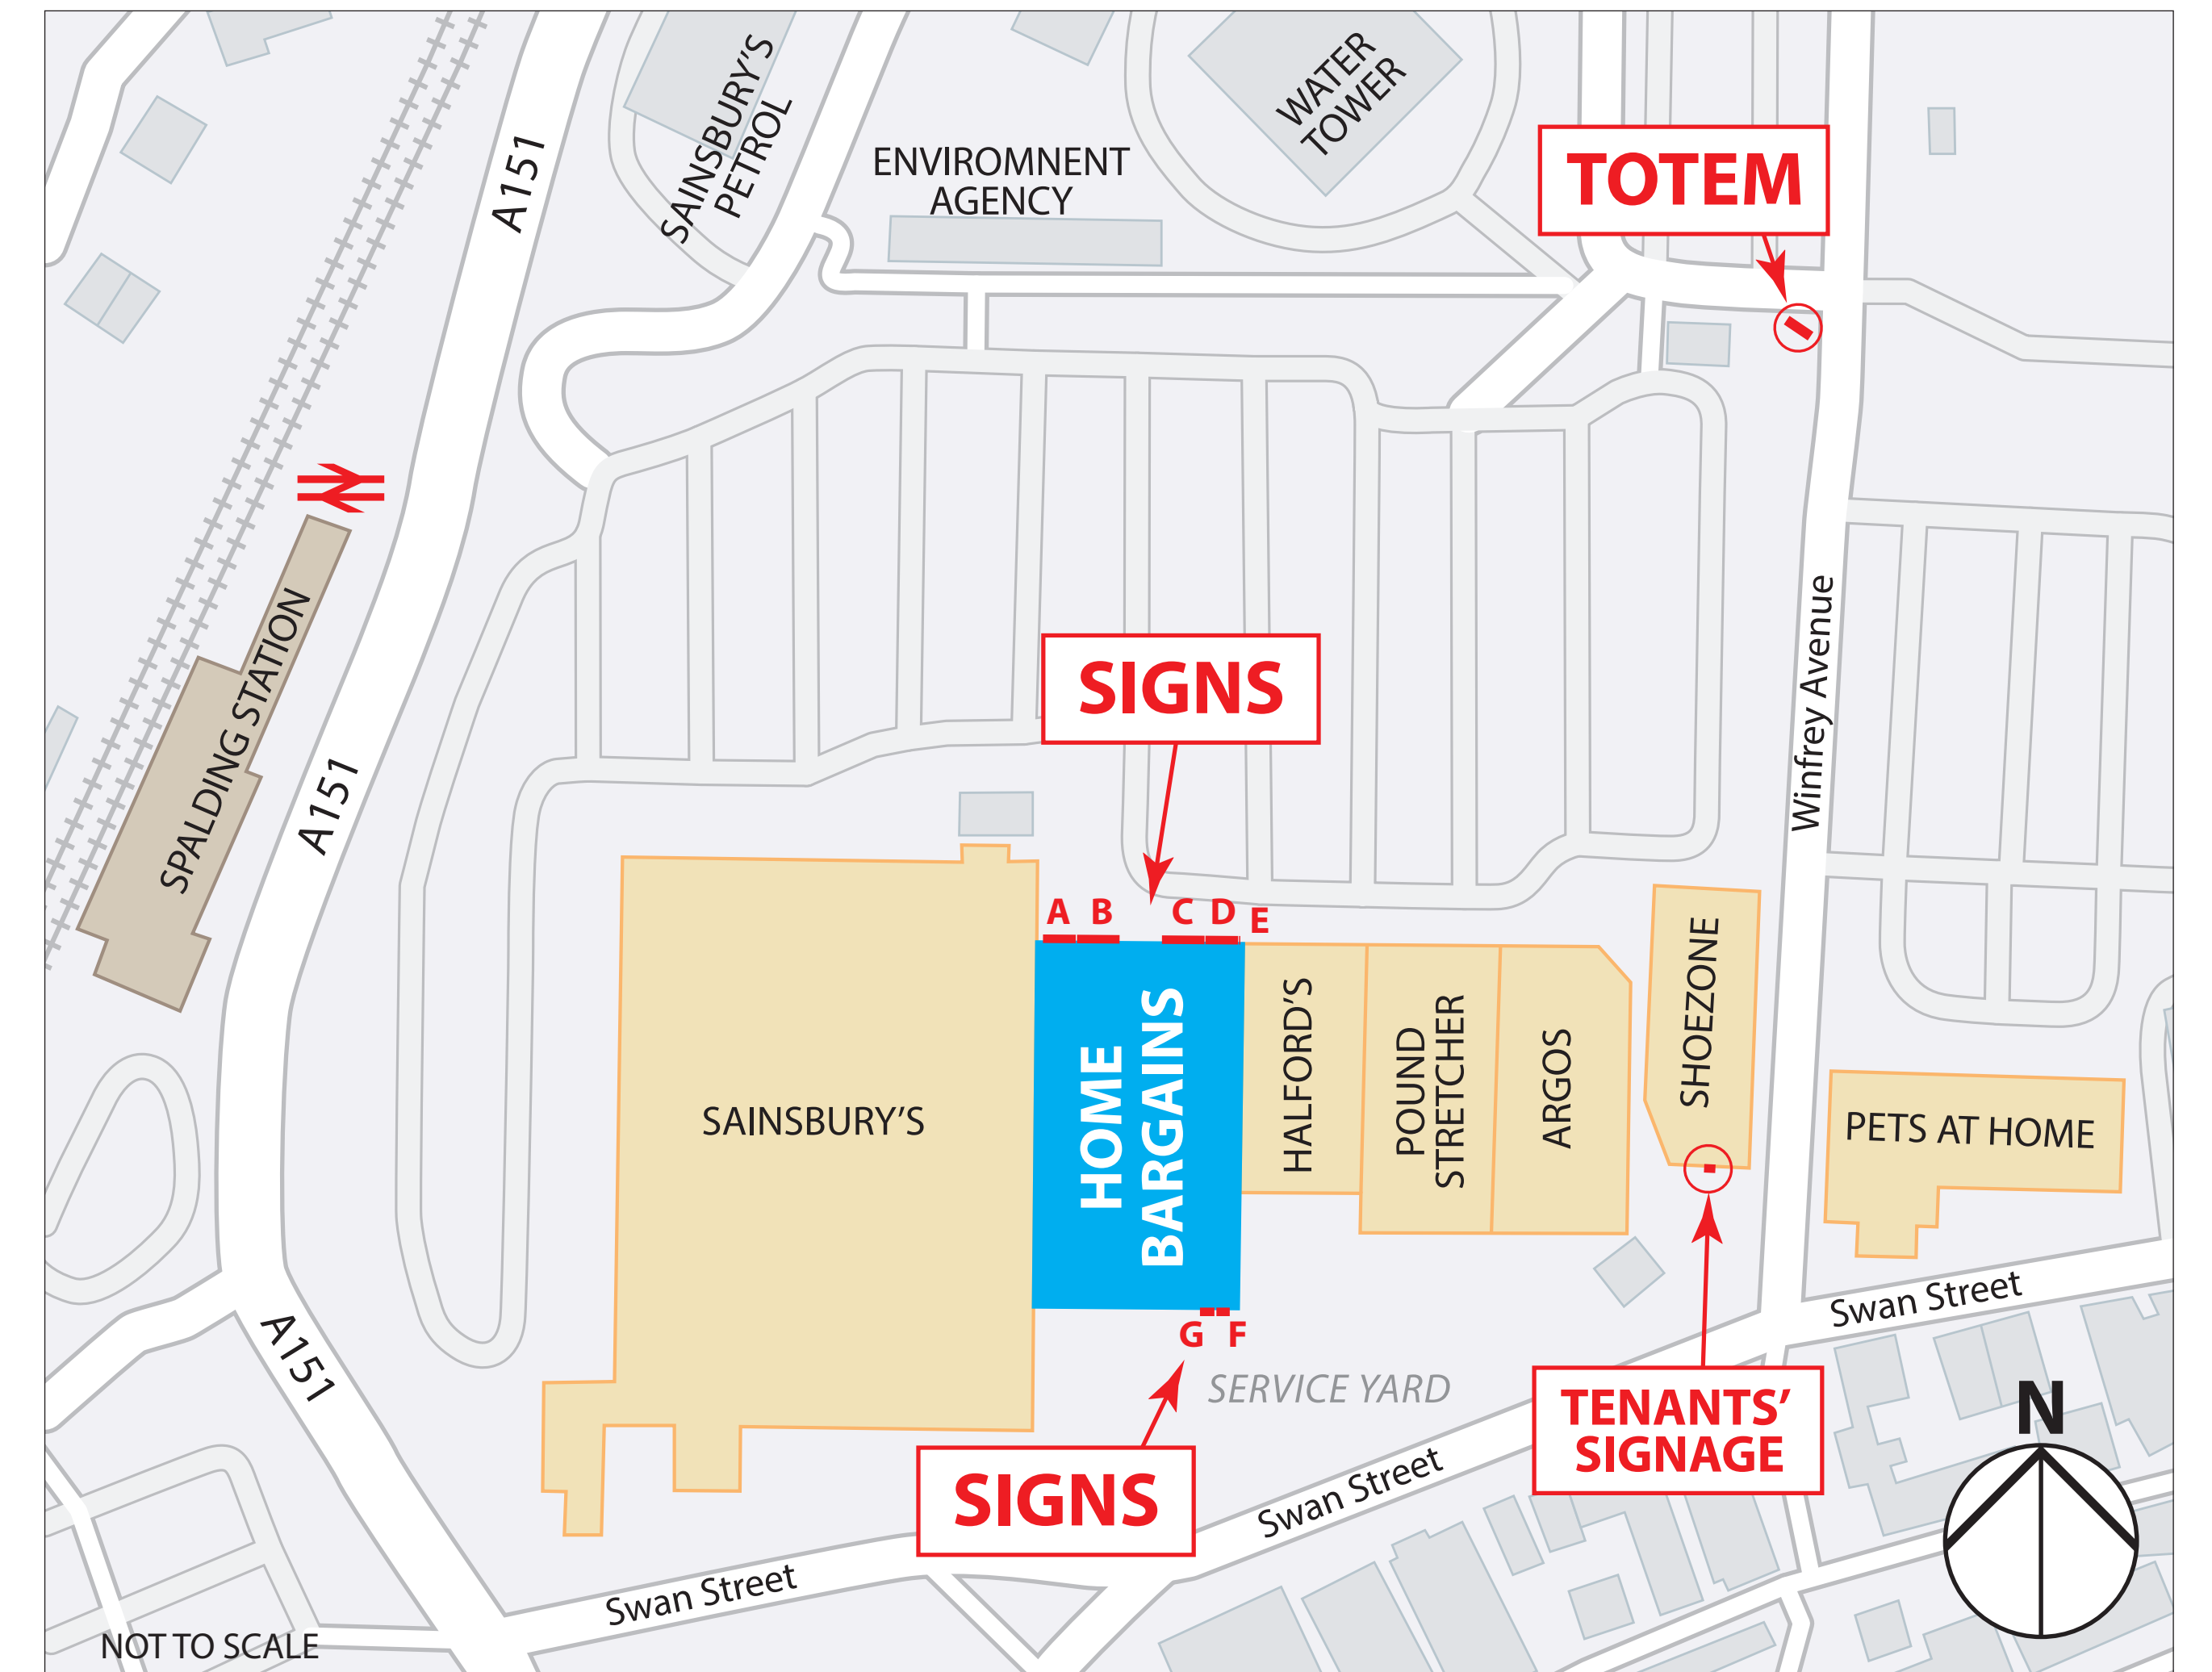 A151
SAINSBURY'S
PETROL
ENVIROMNENT
AGENCY
WATER
TOWER
TOTEM
SPALDING STATION
A151
SIGNS
Winfrey Avenue
A B C D E
SAINSBURY'S
HOME
BARGAINS
HALFORD'S
POUND
STRETCHER
ARGOS
SHOEZONE
PETS AT HOME
G F
SERVICE YARD
Swan Street
A151
SIGNS
TENANTS'
SIGNAGE
Swan Street
Swan Street
N
NOT TO SCALE